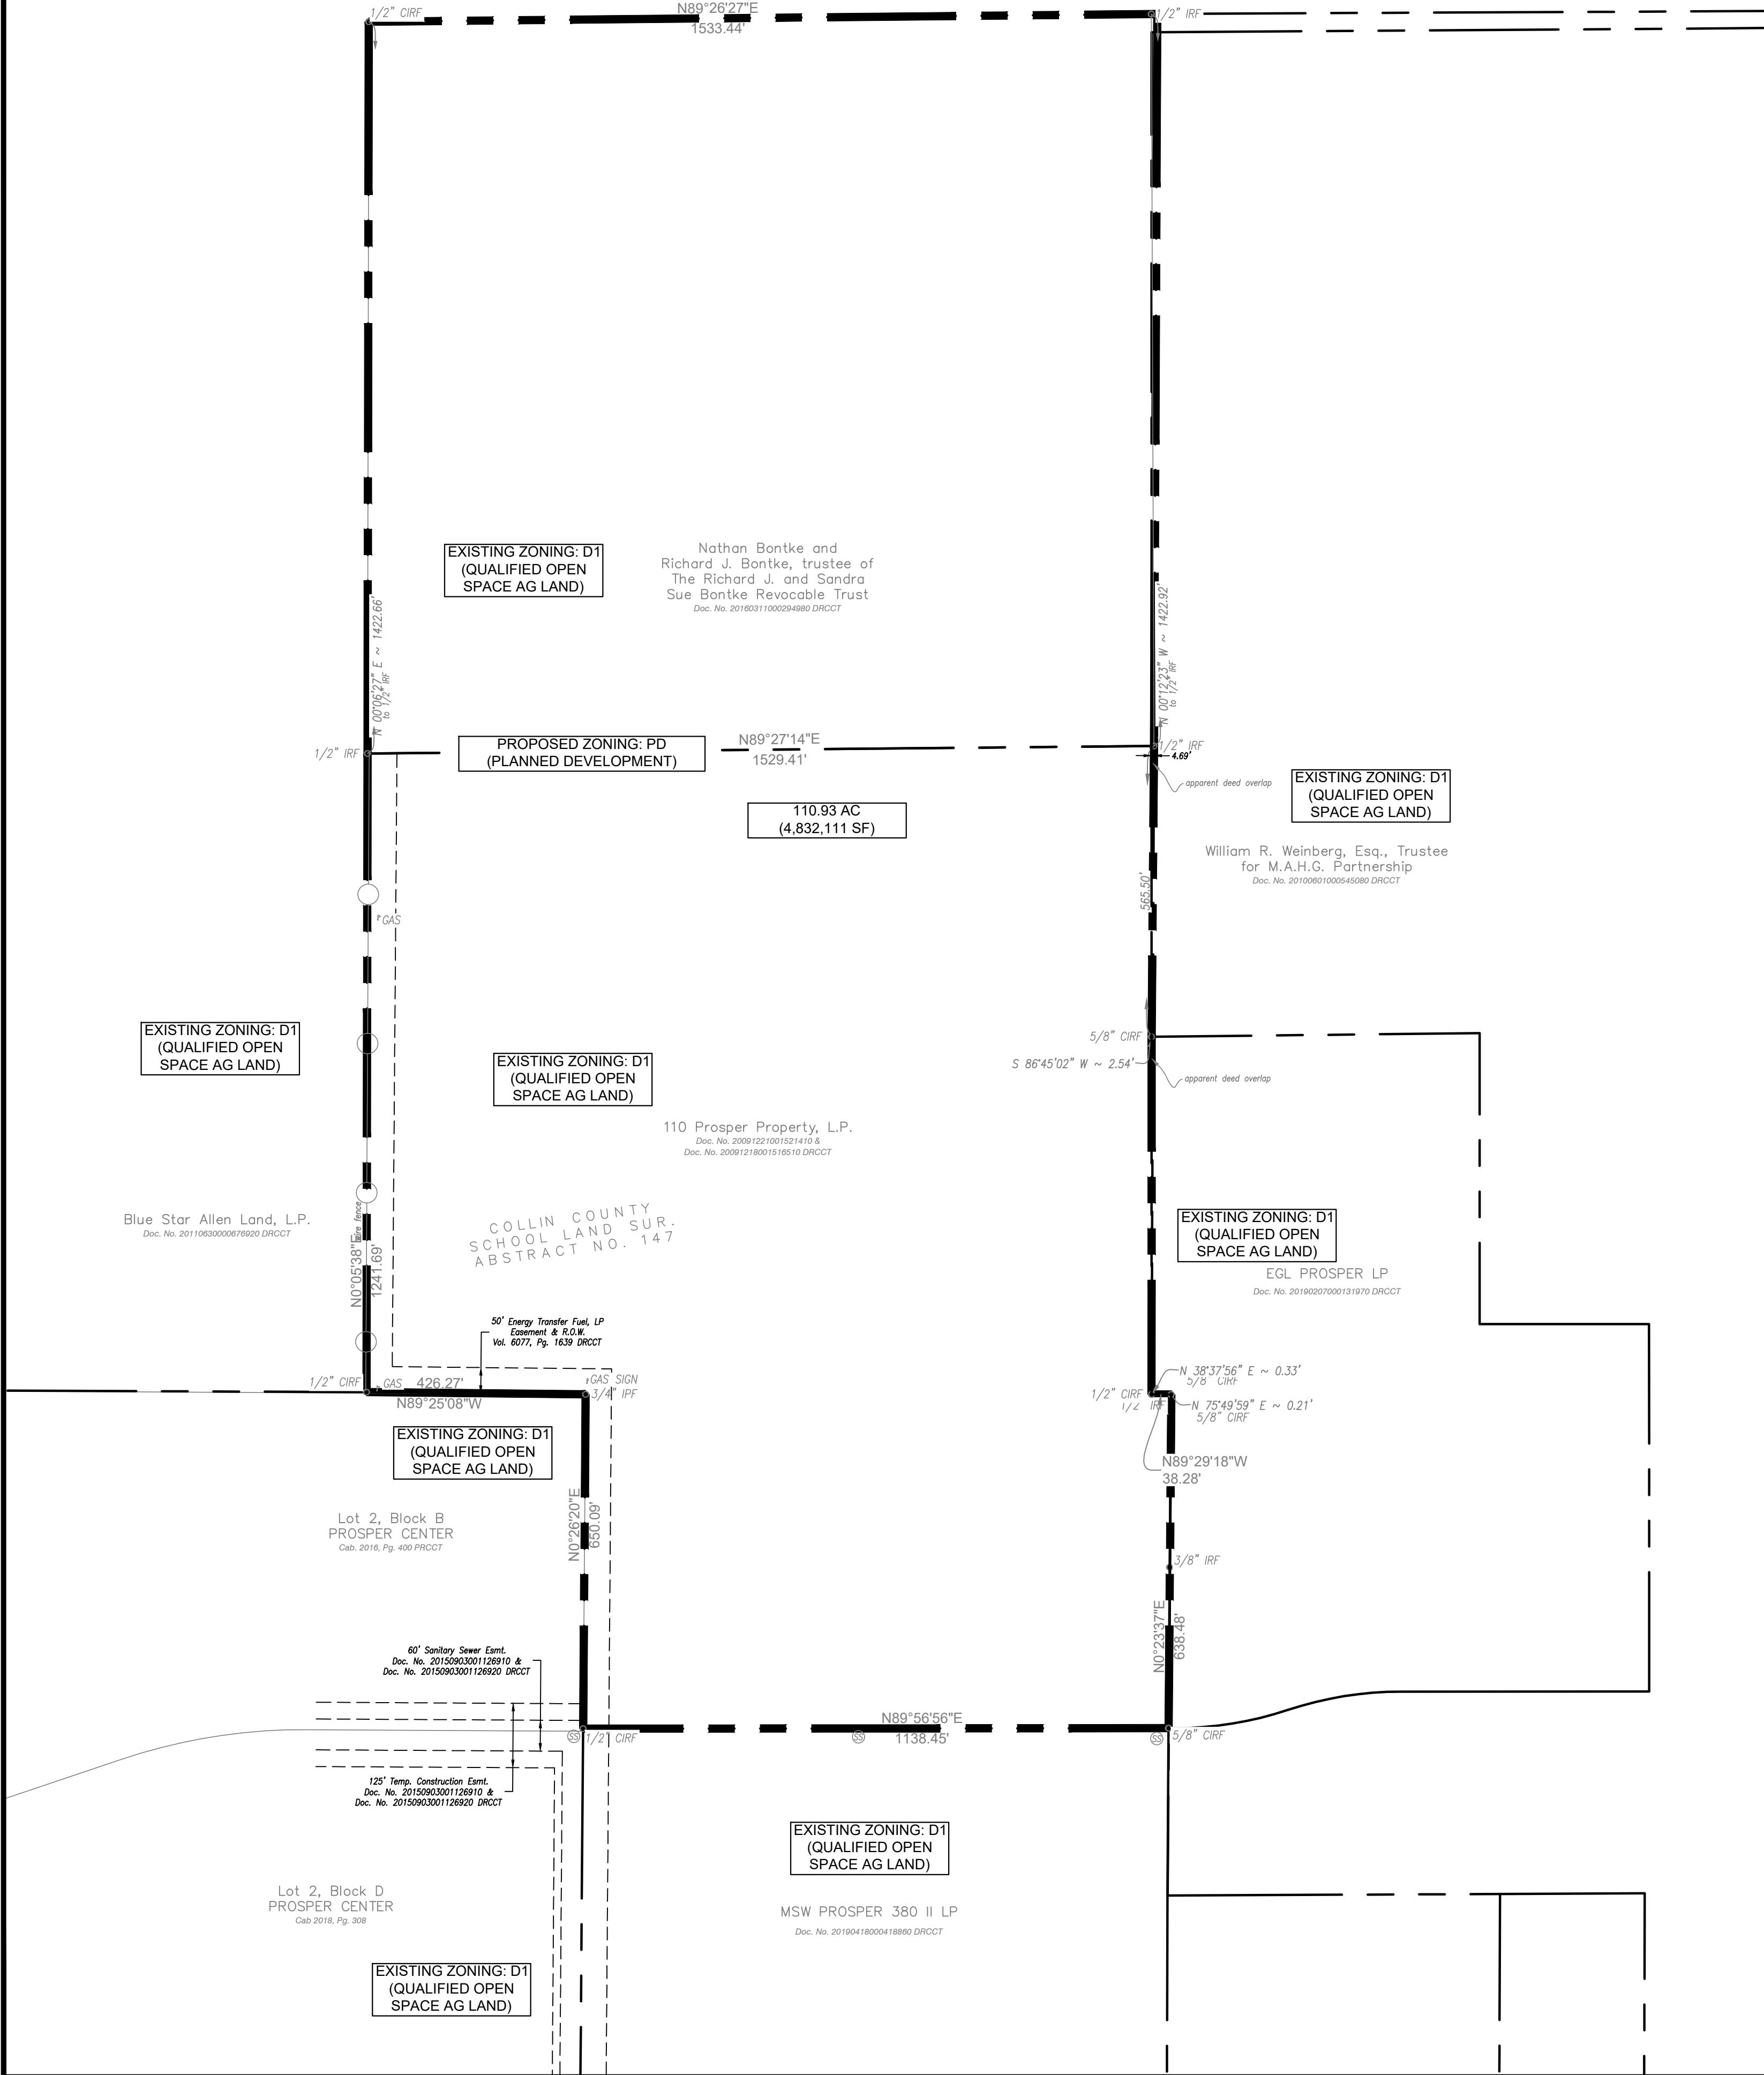 1/2" CIRF
N89°26'27"E
1533.44'
1/2" IRF
EXISTING ZONING: D1
(QUALIFIED OPEN
SPACE AG LAND)
Nathan Bontke and
Richard J. Bontke, trustee of
The Richard J. and Sandra
Sue Bontke Revocable Trust
Doc. No. 20160311000294980 DRCCT
N 00°06'27" E ~ 1422.66'
to 1/2" IRF
N 00°12'23" W ~ 1422.92'
to 1/2" IRF
1/2" IRF
PROPOSED ZONING: PD
(PLANNED DEVELOPMENT)
N89°27'14"E
1529.41'
1/2" IRF
4.69'
apparent deed overlap
EXISTING ZONING: D1
(QUALIFIED OPEN
SPACE AG LAND)
110.93 AC
(4,832,111 SF)
William R. Weinberg, Esq., Trustee
for M.A.H.G. Partnership
Doc. No. 20100601000545080 DRCCT
565.50'
GAS
EXISTING ZONING: D1
(QUALIFIED OPEN
SPACE AG LAND)
5/8" CIRF
S 86°45'02" W ~ 2.54'
apparent deed overlap
EXISTING ZONING: D1
(QUALIFIED OPEN
SPACE AG LAND)
110 Prosper Property, L.P.
Doc. No. 20091221001521410 &
Doc. No. 20091218001516510 DRCCT
Blue Star Allen Land, L.P.
Doc. No. 20110630000676920 DRCCT
wire fence
N0°05'38"E
1241.69'
COLLIN COUNTY
SCHOOL LAND SUR.
ABSTRACT NO. 147
EXISTING ZONING: D1
(QUALIFIED OPEN
SPACE AG LAND)
EGL PROSPER LP
Doc. No. 20190207000131970 DRCCT
50' Energy Transfer Fuel, LP
Easement & R.O.W.
Vol. 6077, Pg. 1639 DRCCT
1/2" CIRF
GAS
426.27'
N89°25'08"W
GAS SIGN
3/4" IPF
N 38°37'56" E ~ 0.33'
5/8" CIRF
1/2" CIRF
1/2" IRF
N 75°49'59" E ~ 0.21'
5/8" CIRF
EXISTING ZONING: D1
(QUALIFIED OPEN
SPACE AG LAND)
N89°29'18"W
38.28'
Lot 2, Block B
PROSPER CENTER
Cab. 2016, Pg. 400 PRCCT
N0°26'20"E
650.09'
3/8" IRF
N0°23'37"E
638.48'
60' Sanitary Sewer Esmt.
Doc. No. 20150903001126910 &
Doc. No. 20150903001126920 DRCCT
N89°56'56"E
1138.45'
SS
1/2" CIRF
SS
SS
5/8" CIRF
125' Temp. Construction Esmt.
Doc. No. 20150903001126910 &
Doc. No. 20150903001126920 DRCCT
EXISTING ZONING: D1
(QUALIFIED OPEN
SPACE AG LAND)
Lot 2, Block D
PROSPER CENTER
Cab 2018, Pg. 308
MSW PROSPER 380 II LP
Doc. No. 20190418000418860 DRCCT
EXISTING ZONING: D1
(QUALIFIED OPEN
SPACE AG LAND)